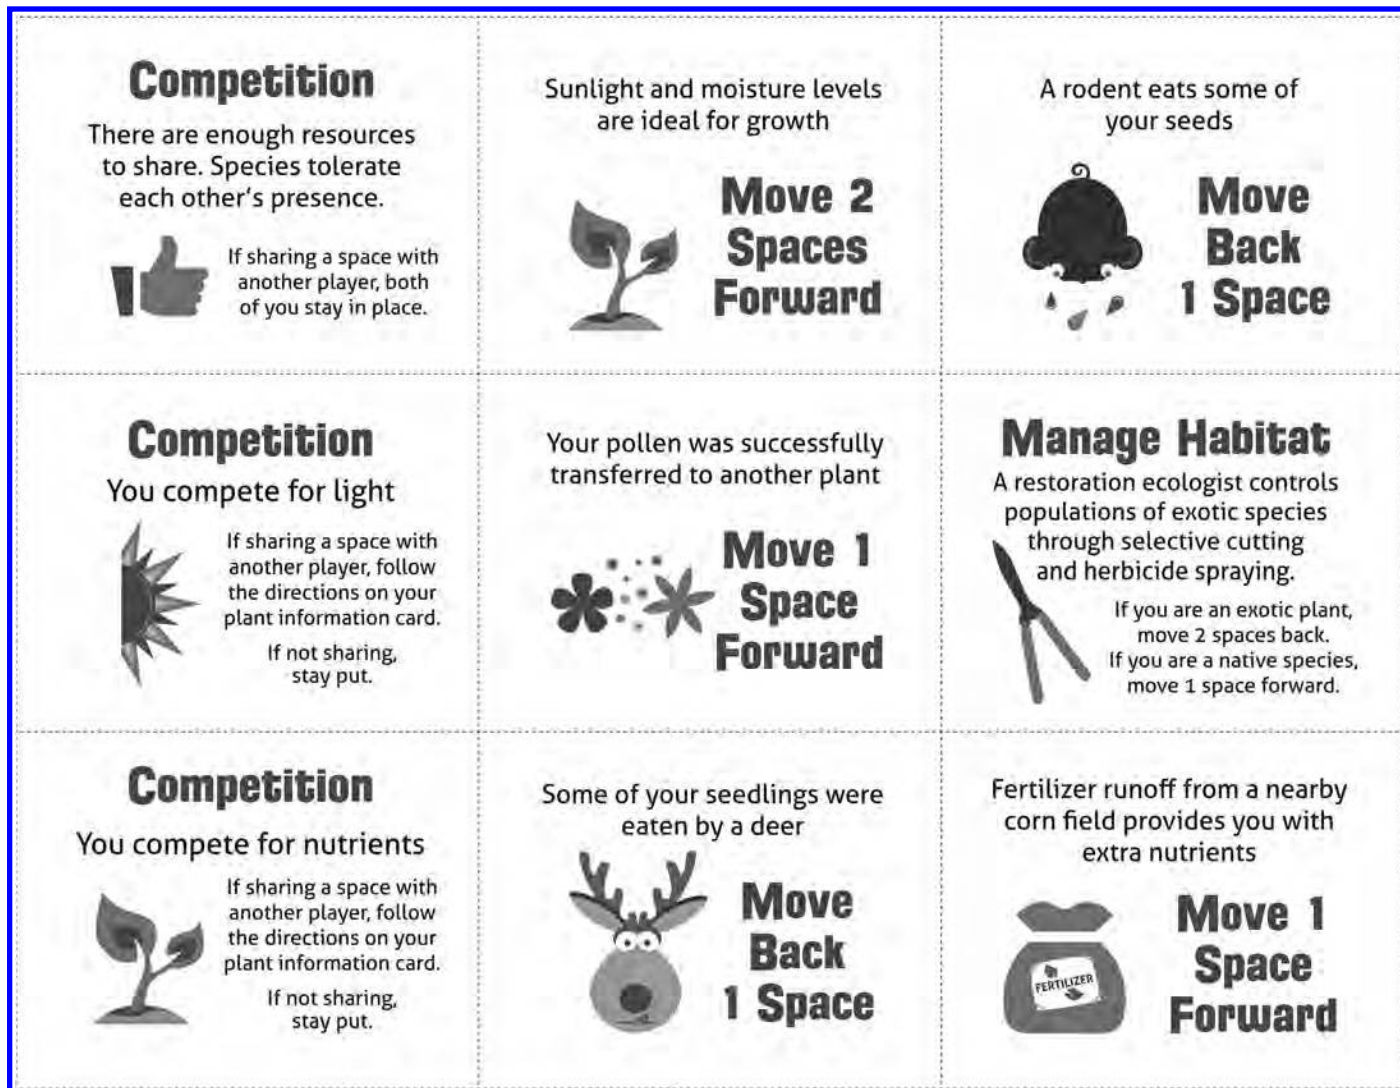 Competition
There are enough resources
to share. Species tolerate
each other's presence.
If sharing a space with
another player, both
of you stay in place.
Sunlight and moisture levels
are ideal for growth
Move 2
Spaces
Forward
A rodent eats some of
your seeds
Move
Back
1 Space
Competition
You compete for light
If sharing a space with
another player, follow
the directions on your
plant information card.
If not sharing,
stay put.
Your pollen was successfully
transferred to another plant
Move 1
Space
Forward
Manage Habitat
A restoration ecologist controls
populations of exotic species
through selective cutting
and herbicide spraying.
If you are an exotic plant,
move 2 spaces back.
If you are a native species,
move 1 space forward.
Competition
You compete for nutrients
If sharing a space with
another player, follow
the directions on your
plant information card.
If not sharing,
stay put.
Some of your seedlings were
eaten by a deer
Move
Back
1 Space
Fertilizer runoff from a nearby
corn field provides you with
extra nutrients
FERTILIZER
Move 1
Space
Forward